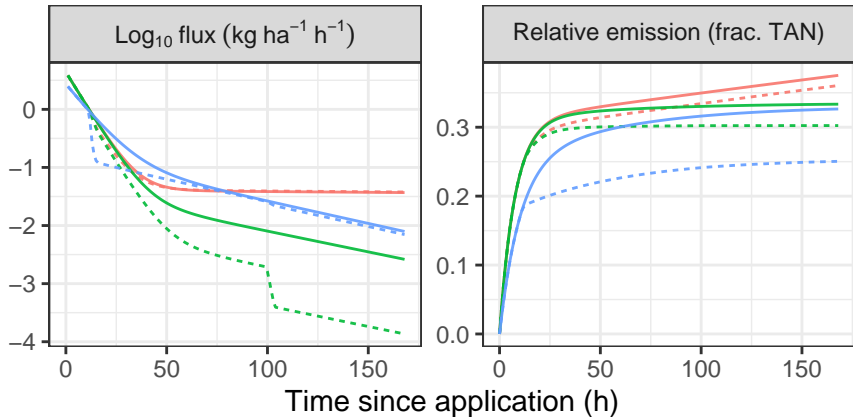 Log₁₀ flux (kg ha⁻¹ h⁻¹)
Relative emission (frac. TAN)
0
−1
−2
−3
−4
0.3
0.2
0.1
0.0
0 50 100 150
0 50 100 150
Time since application (h)